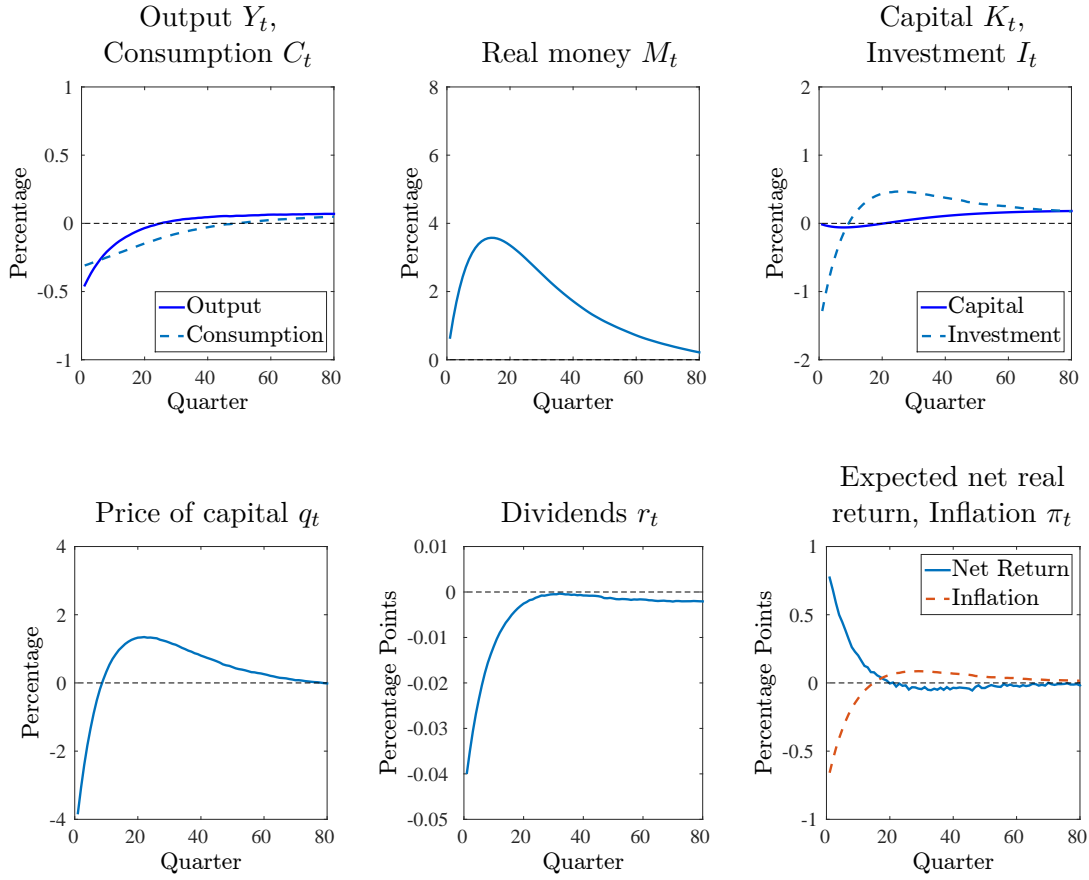 Output Y_t,
Consumption C_t
Percentage
1
0.5
0
-0.5
-1
Output
Consumption
0 20 40 60 80
Quarter
Real money M_t
Percentage
8
6
4
2
0
0 20 40 60 80
Quarter
Capital K_t,
Investment I_t
Percentage
2
1
0
-1
-2
Capital
Investment
0 20 40 60 80
Quarter
Price of capital q_t
Percentage
4
2
0
-2
-4
0 20 40 60 80
Quarter
Dividends r_t
Percentage Points
0.01
0
-0.01
-0.02
-0.03
-0.04
-0.05
0 20 40 60 80
Quarter
Expected net real
return, Inflation π_t
Percentage Points
1
0.5
0
-0.5
-1
Net Return
Inflation
0 20 40 60 80
Quarter